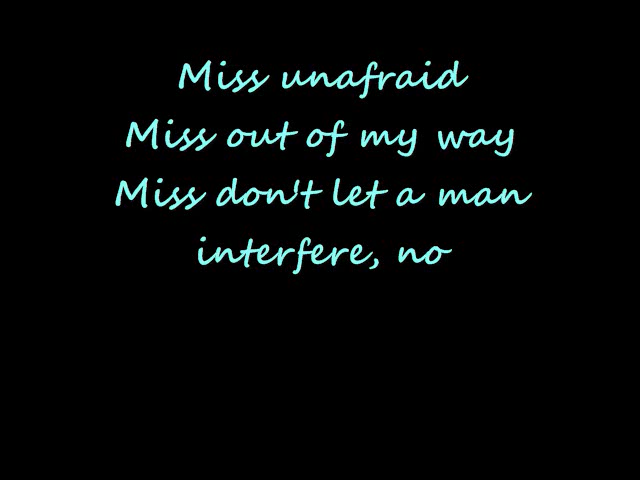 Miss unafraid
Miss out of my way
Miss don't let a man
interfere, no